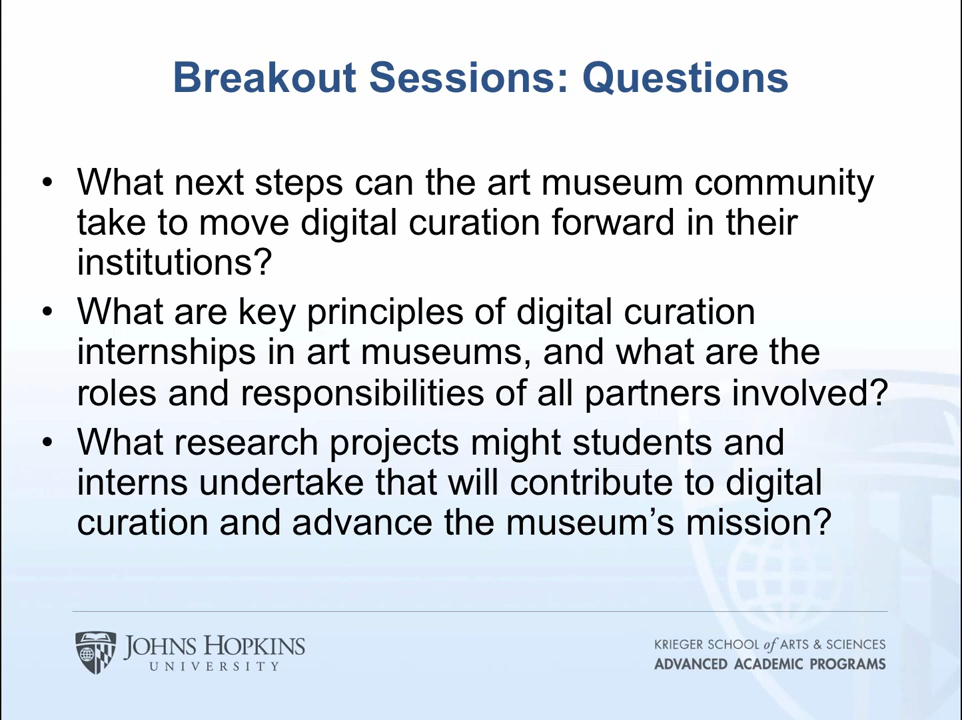 Breakout Sessions: Questions
• What next steps can the art museum community
take to move digital curation forward in their
institutions?
• What are key principles of digital curation
internships in art museums, and what are the
roles and responsibilities of all partners involved?
• What research projects might students and
interns undertake that will contribute to digital
curation and advance the museum’s mission?
JOHNS HOPKINS
UNIVERSITY
KRIEGER SCHOOL of ARTS & SCIENCES
ADVANCED ACADEMIC PROGRAMS